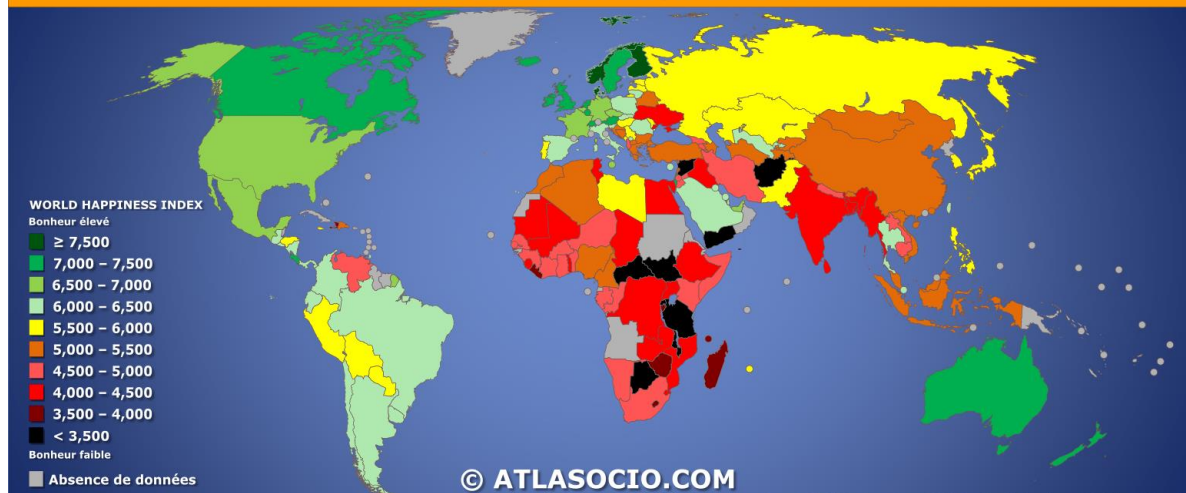 WORLD HAPPINESS INDEX
Bonheur élevé
≥ 7,500
7,000 – 7,500
6,500 – 7,000
6,000 – 6,500
5,500 – 6,000
5,000 – 5,500
4,500 – 5,000
4,000 – 4,500
3,500 – 4,000
< 3,500
Bonheur faible
Absence de données
© ATLASOCIO.COM